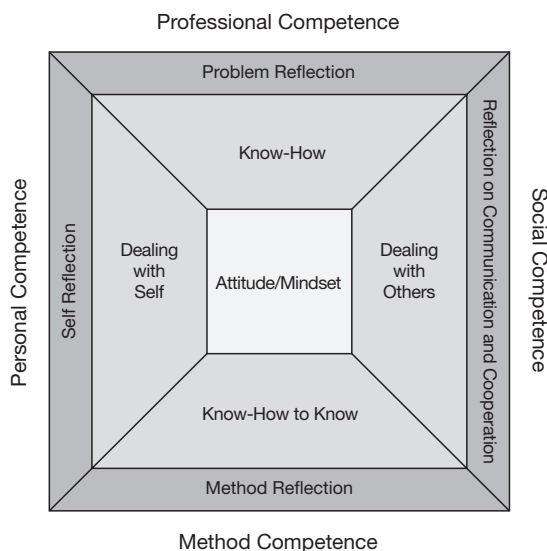 Professional Competence
Problem Reflection
Know-How
Personal Competence
Self Reflection
Dealing
with
Self
Attitude/Mindset
Dealing
with
Others
Reflection on Communication and Cooperation
Social Competence
Know-How to Know
Method Reflection
Method Competence